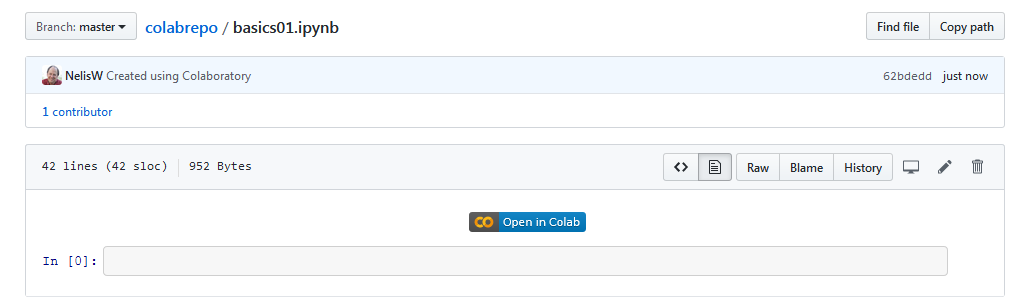 Branch: master colabrepo / basics01.ipynb Find file Copy path
NelisW Created using Colaboratory 62bdedd just now
1 contributor
42 lines (42 sloc) 952 Bytes <> Raw Blame History
CO Open in Colab
In [0]: